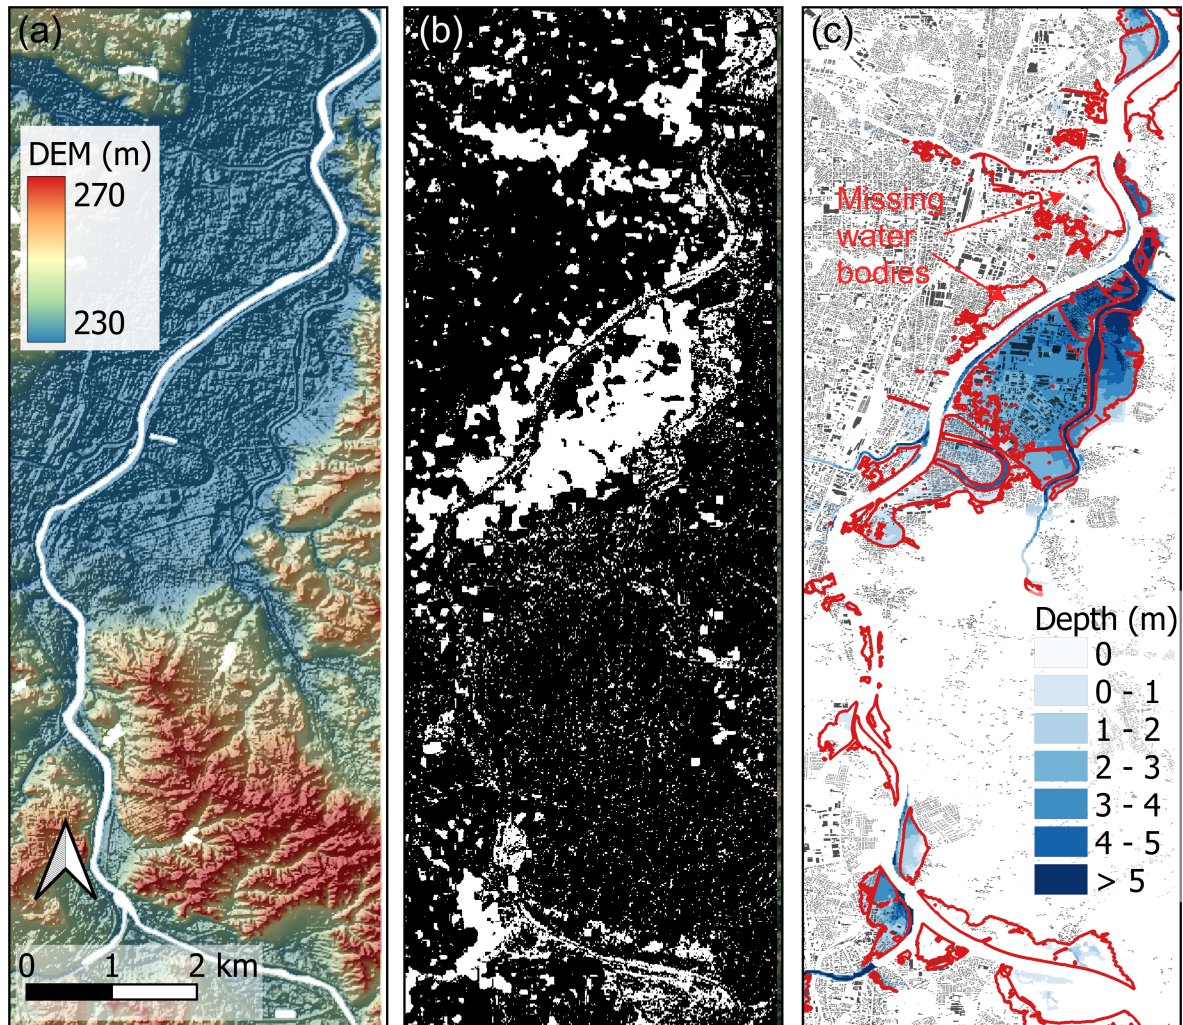 (a)
DEM (m)
270
230
0 1 2 km
(b)
(c)
Missing
water
bodies
Depth (m)
0
0 - 1
1 - 2
2 - 3
3 - 4
4 - 5
> 5